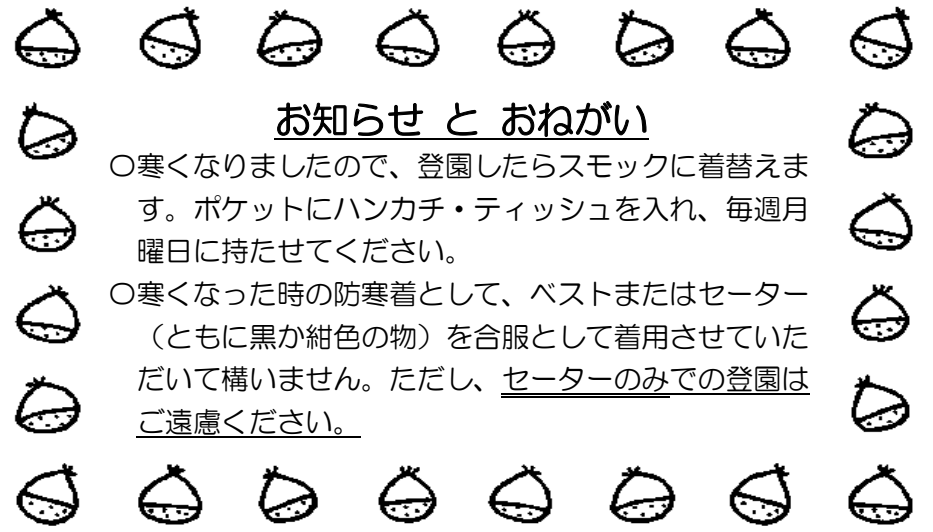 お知らせ と おねがい
〇寒くなりましたので、登園したらスモックに着替えま
す。ポケットにハンカチ・ティッシュを入れ、毎週月
曜日に持たせてください。
〇寒くなった時の防寒着として、ベストまたはセーター
（ともに黒か紺色の物）を合服として着用させていた
だいて構いません。ただし、セーターのみでの登園は
ご遠慮ください。